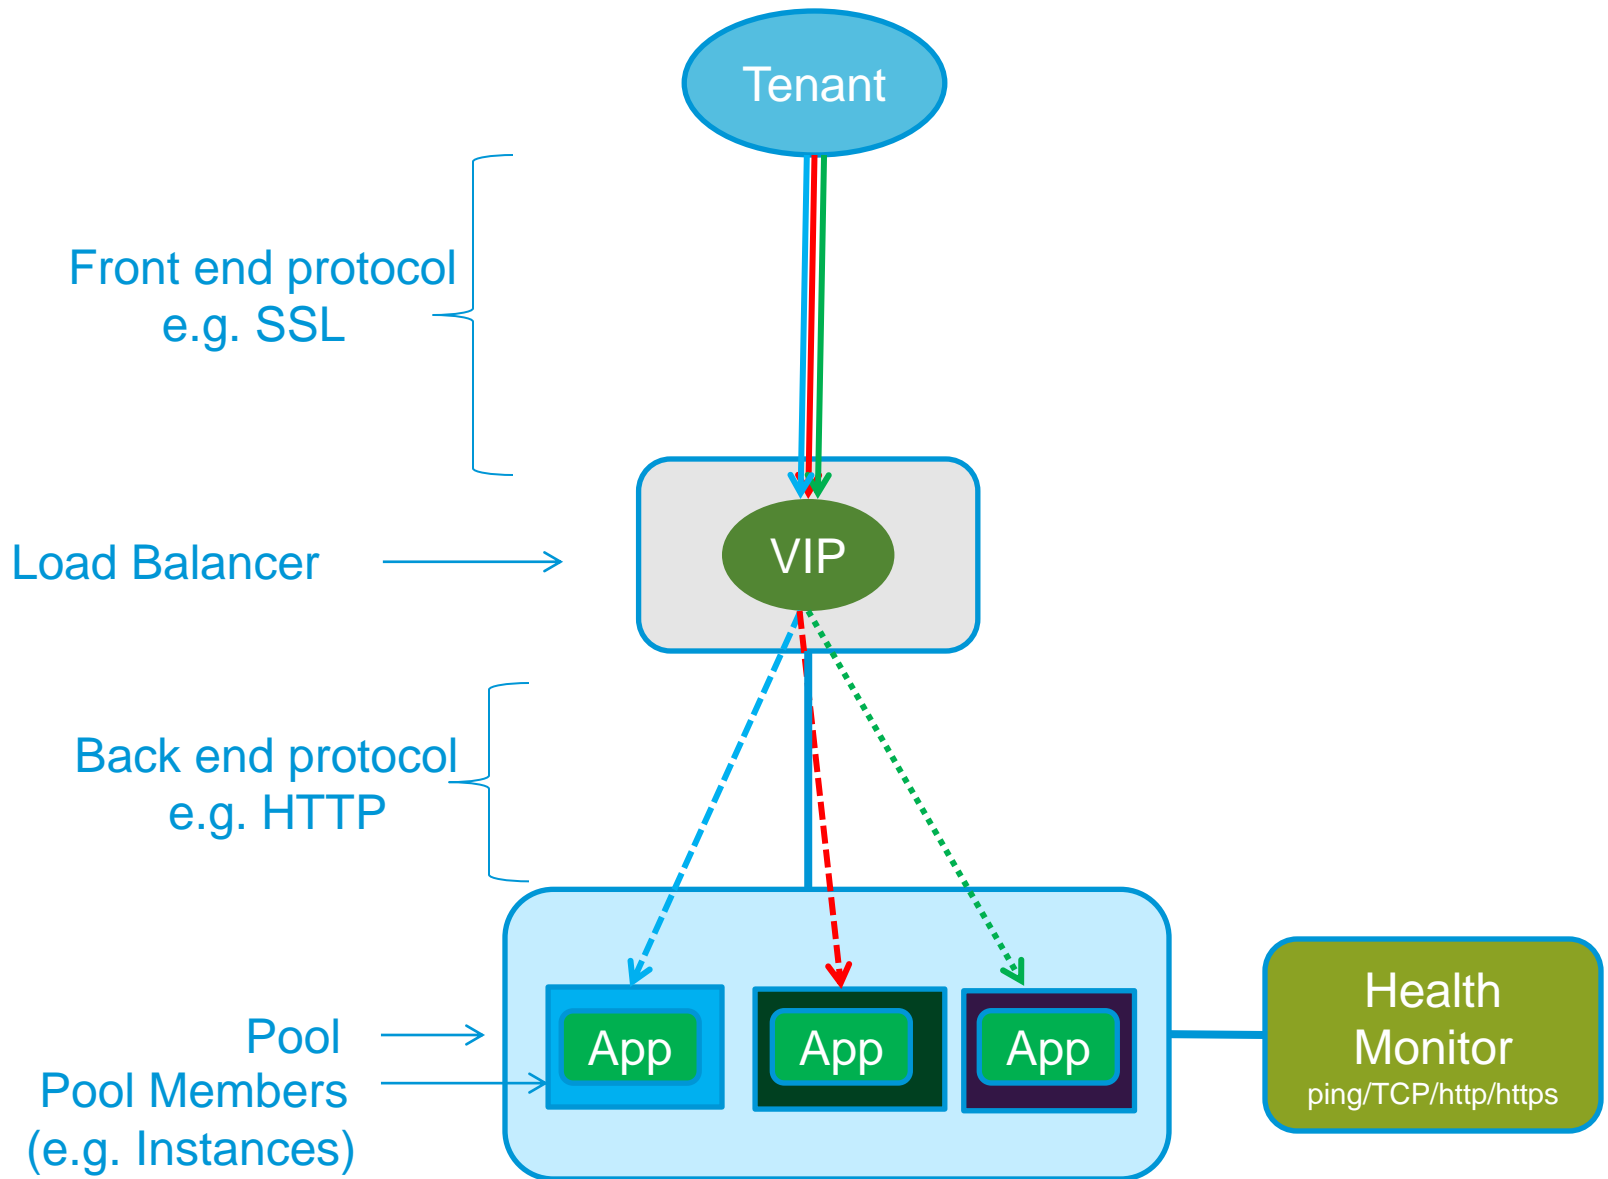 Tenant
Front end protocol
e.g. SSL
Load Balancer
VIP
Back end protocol
e.g. HTTP
Pool
Pool Members
(e.g. Instances)
App
App
App
Health
Monitor
ping/TCP/http/https